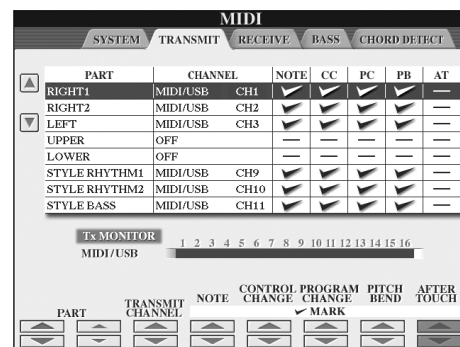 MIDI
SYSTEM TRANSMIT RECEIVE BASS CHORD DETECT
PART CHANNEL NOTE CC PC PB AT
RIGHT1 MIDI/USB CH1
RIGHT2 MIDI/USB CH2
LEFT MIDI/USB CH3
UPPER OFF
LOWER OFF
STYLE RHYTHM1 MIDI/USB CH9
STYLE RHYTHM2 MIDI/USB CH10
STYLE BASS MIDI/USB CH11
Tx MONITOR 1 2 3 4 5 6 7 8 9 10 11 12 13 14 15 16
MIDI/USB
PART TRANSMIT CHANNEL NOTE CONTROL CHANGE PROGRAM CHANGE PITCH BEND AFTER TOUCH
MARK